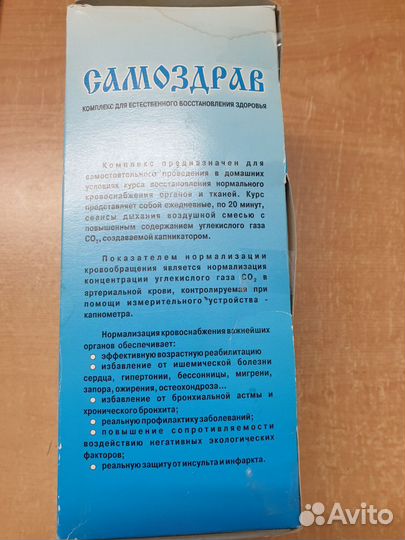 САМОЗДРАВ
КОМПЛЕКС ДЛЯ ЕСТЕСТВЕННОГО ВОССТАНОВЛЕНИЯ ЗДОРОВЬЯ
Комплекс предназначен для
самостоятельного проведения в домашних
условиях курса восстановления нормального
кровоснабжения органов и тканей. Курс
представляет собой ежедневные, по 20 минут,
сеансы дыхания воздушной смесью с
повышенным содержанием углекислого газа
CO₂, создаваемой капникатором.
Показателем нормализации
кровообращения является нормализация
концентрации углекислого газа CO₂ в
артериальной крови, контролируемая при
помощи измерительного устройства -
капнометра.
Нормализация кровоснабжения важнейших
органов обеспечивает:
● эффективную возрастную реабилитацию
● избавление от ишемической болезни
сердца, гипертонии, бессонницы, мигрени,
запора, ожирения, остеохондроза...
● избавление от бронхиальной астмы и
хронического бронхита;
● реальную профилактику заболеваний;
● повышение сопротивляемости
воздействию негативных экологических
факторов;
● реальную защиту от инсульта и инфаркта.
Avito